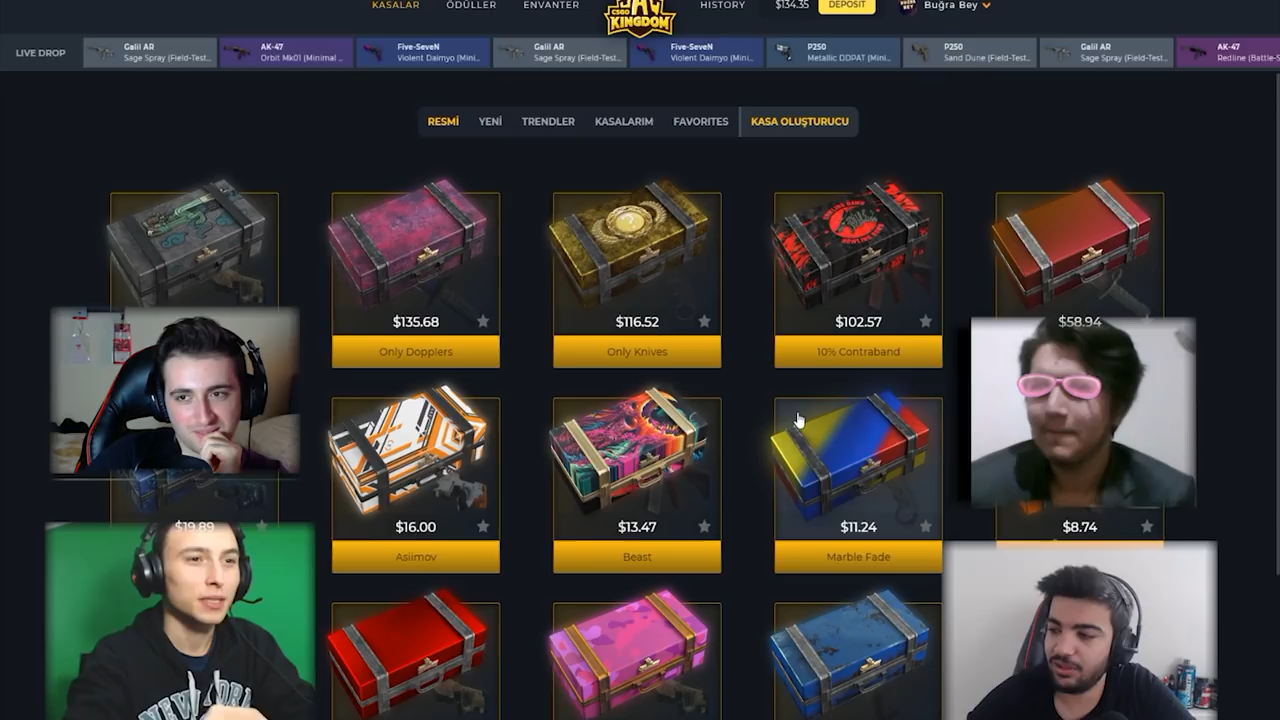 KASALAR ÖDÜLLER ENVANTER CSGO KINGDOM HISTORY $134.35 DEPOSIT Buğra Bey
LIVE DROP
Galil AR
Sage Spray (Field-Test...
AK-47
Orbit Mk01 (Minimal ...
Five-SeveN
Violent Daimyo (Mini...
Galil AR
Sage Spray (Field-Test...
Five-SeveN
Violent Daimyo (Mini...
P250
Metallic DDPAT (Mini...
P250
Sand Dune (Field-Test...
Galil AR
Sage Spray (Field-Test...
AK-47
Redline (Battle-S
RESMİ YENİ TRENDLER KASALARIM FAVORITES KASA OLUŞTURUCU
$135.68 $116.52 $102.57 $58.94
Only Dopplers Only Knives 10% Contraband
$19.89 $16.00 $13.47 $11.24 $8.74
Asiimov Beast Marble Fade
NEW YORK